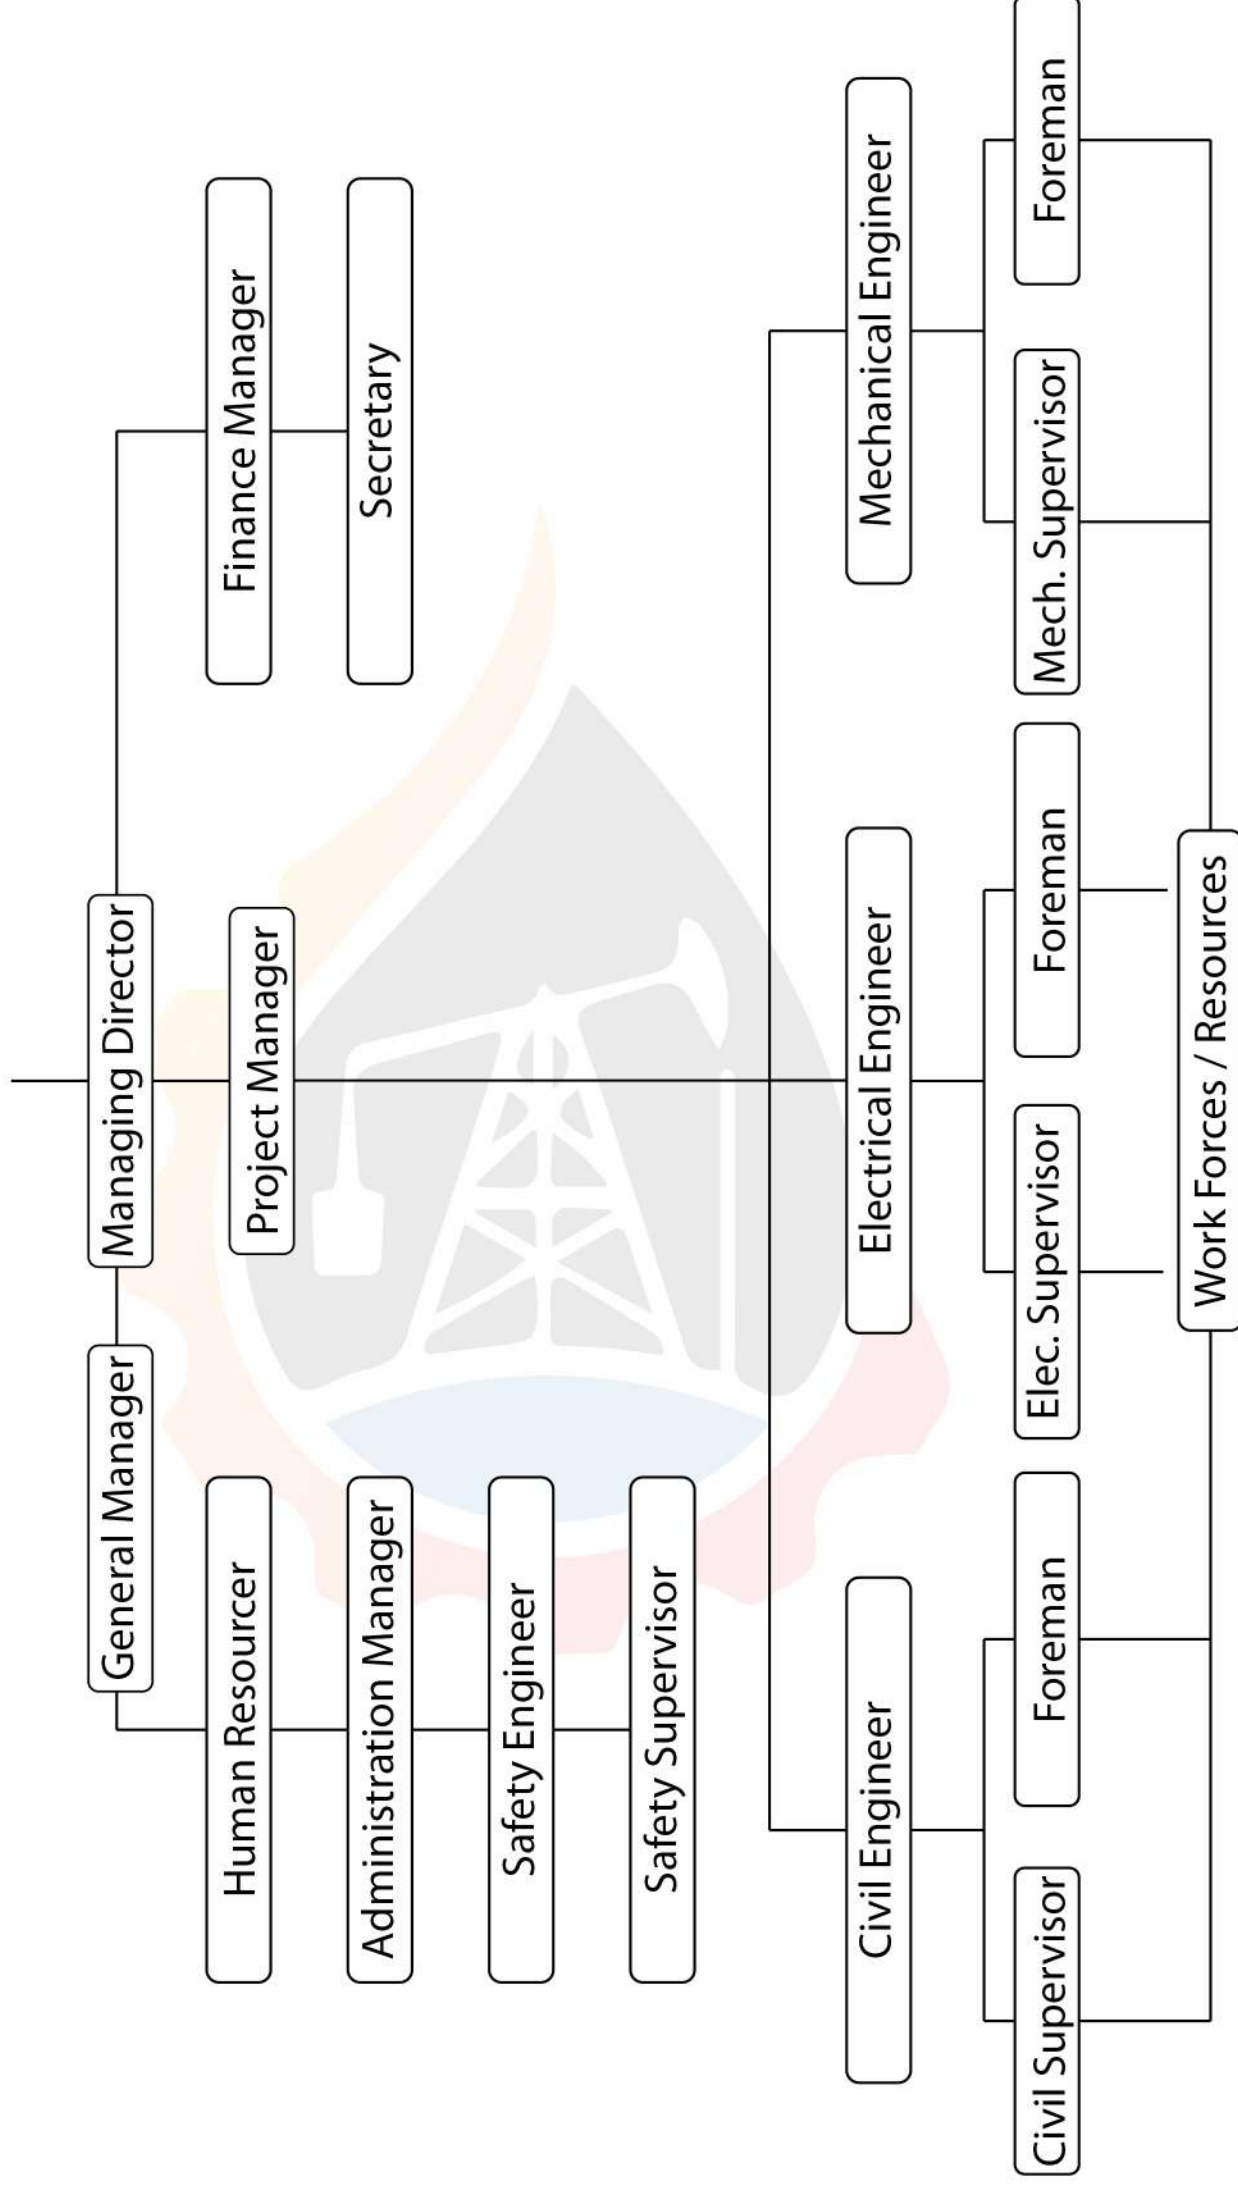 General Manager
Managing Director
Human Resourcer
Project Manager
Finance Manager
Administration Manager
Secretary
Safety Engineer
Safety Supervisor
Civil Engineer
Electrical Engineer
Mechanical Engineer
Civil Supervisor
Foreman
Elec. Supervisor
Foreman
Mech. Supervisor
Foreman
Work Forces / Resources